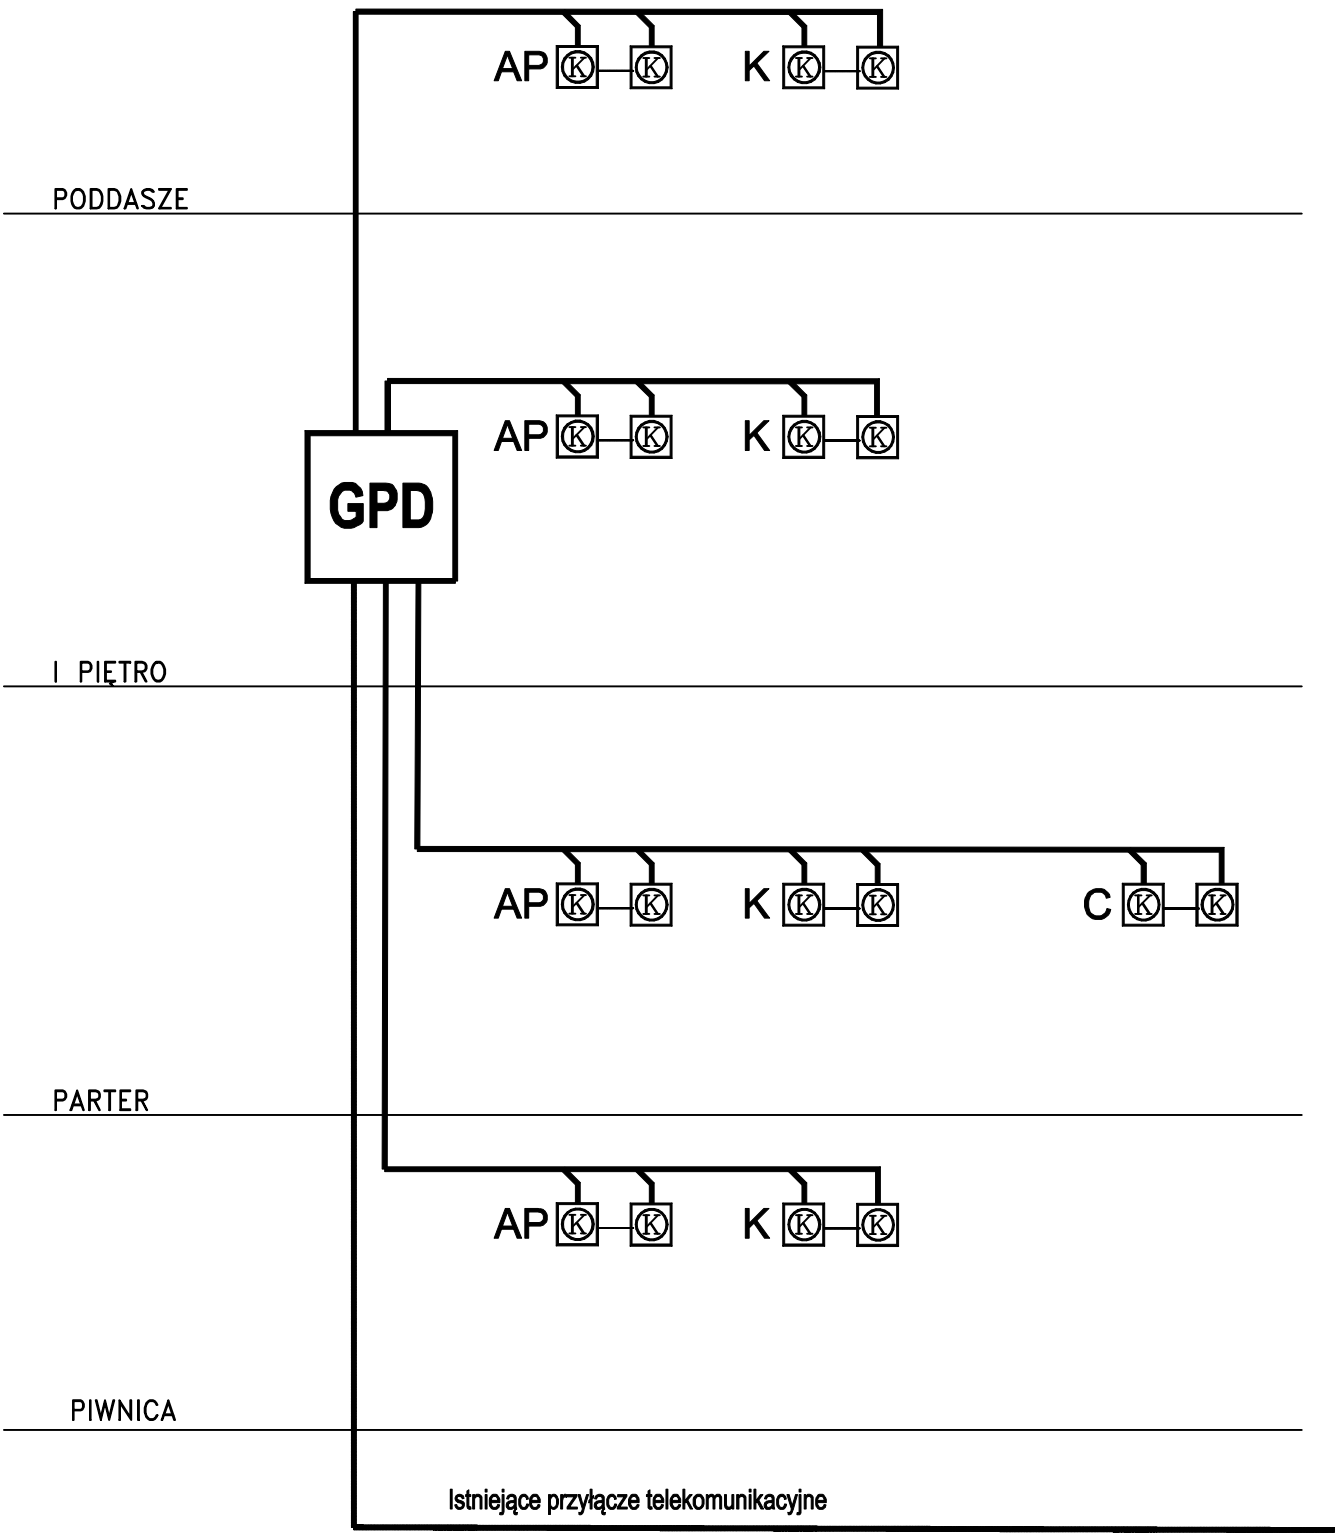 AP K K K K K
PODDASZE
AP K K K K K
GPD
I PIĘTRO
AP K K K K K C K K
PARTER
AP K K K K K
PIWNICA
Istniejące przyłącze telekomunikacyjne